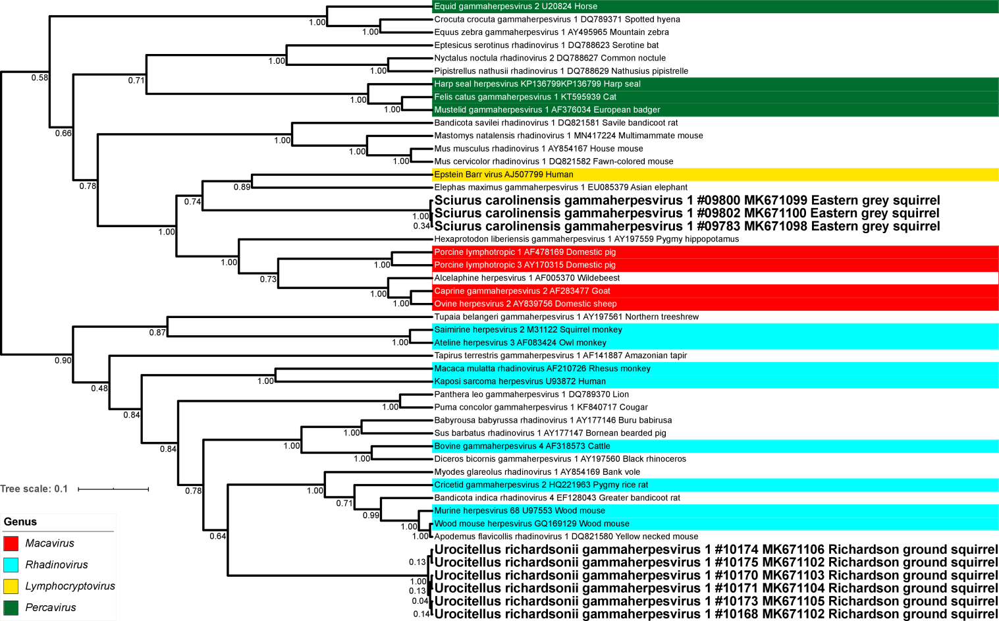 Equid gammaherpesvirus 2 U20824 Horse
1.00
Crocuta crocuta gammaherpesvirus 1 DQ789371 Spotted hyena
1.00
Equus zebra gammaherpesvirus 1 AY495965 Mountain zebra
Eptesicus serotinus rhadinovirus 1 DQ788623 Serotine bat
1.00
Nyctalus noctula rhadinovirus 2 DQ788627 Common noctule
1.00
Pipistrellus nathusii rhadinovirus 1 DQ788629 Nathusius pipistrelle
0.58
0.71
Harp seal herpesvirus KP136799KP136799 Harp seal
1.00
Felis catus gammaherpesvirus 1 KT595939 Cat
1.00
Mustelid gammaherpesvirus 1 AF376034 European badger
0.66
Bandicota savilei rhadinovirus 1 DQ821581 Savile bandicoot rat
1.00
Mastomys natalensis rhadinovirus 1 MN417224 Multimammate mouse
1.00
Mus musculus rhadinovirus 1 AY854167 House mouse
1.00
Mus cervicolor rhadinovirus 1 DQ821582 Fawn-colored mouse
0.78
Epstein Barr virus AJ507799 Human
0.89
Elephas maximus gammaherpesvirus 1 EU085379 Asian elephant
0.74
Sciurus carolinensis gammaherpesvirus 1 #09800 MK671099 Eastern grey squirrel
1.00
Sciurus carolinensis gammaherpesvirus 1 #09802 MK671100 Eastern grey squirrel
0.34
Sciurus carolinensis gammaherpesvirus 1 #09783 MK671098 Eastern grey squirrel
1.00
Hexaprotodon liberiensis gammaherpesvirus 1 AY197559 Pygmy hippopotamus
1.00
Porcine lymphotropic 1 AF478169 Domestic pig
1.00
Porcine lymphotropic 3 AY170315 Domestic pig
0.73
Alcelaphine herpesvirus 1 AF005370 Wildebeest
1.00
Caprine gammaherpesvirus 2 AF283477 Goat
1.00
Ovine herpesvirus 2 AY839756 Domestic sheep
Tupaia belangeri gammaherpesvirus 1 AY197561 Northern treeshrew
0.87
Saimirine herpesvirus 2 M31122 Squirrel monkey
1.00
Ateline herpesvirus 3 AF083424 Owl monkey
0.90
Tapirus terrestris gammaherpesvirus 1 AF141887 Amazonian tapir
0.48
Macaca mulatta rhadinovirus AF210726 Rhesus monkey
1.00
Kaposi sarcoma herpesvirus U93872 Human
0.84
Panthera leo gammaherpesvirus 1 DQ789370 Lion
1.00
Puma concolor gammaherpesvirus 1 KF840717 Cougar
0.84
Babyrousa babyrussa rhadinovirus 1 AY177146 Buru babirusa
1.00
Sus barbatus rhadinovirus 1 AY177147 Bornean bearded pig
1.00
Bovine gammaherpesvirus 4 AF318573 Cattle
1.00
Diceros bicornis gammaherpesvirus 1 AY197560 Black rhinoceros
0.78
Myodes glareolus rhadinovirus 1 AY854169 Bank vole
1.00
Cricetid gammaherpesvirus 2 HQ221963 Pygmy rice rat
0.71
Bandicota indica rhadinovirus 4 EF128043 Greater bandicoot rat
0.99
Murine herpesvirus 68 U97553 Wood mouse
1.00
Wood mouse herpesvirus GQ169129 Wood mouse
1.00
Apodemus flavicollis rhadinovirus 1 DQ821580 Yellow necked mouse
0.64
Urocitellus richardsonii gammaherpesvirus 1 #10174 MK671106 Richardson ground squirrel
0.13
Urocitellus richardsonii gammaherpesvirus 1 #10175 MK671102 Richardson ground squirrel
1.00
Urocitellus richardsonii gammaherpesvirus 1 #10170 MK671103 Richardson ground squirrel
0.13
Urocitellus richardsonii gammaherpesvirus 1 #10171 MK671104 Richardson ground squirrel
0.04
Urocitellus richardsonii gammaherpesvirus 1 #10173 MK671105 Richardson ground squirrel
0.14
Urocitellus richardsonii gammaherpesvirus 1 #10168 MK671102 Richardson ground squirrel
Tree scale: 0.1
Genus
Macavirus
Rhadinovirus
Lymphocryptovirus
Percavirus